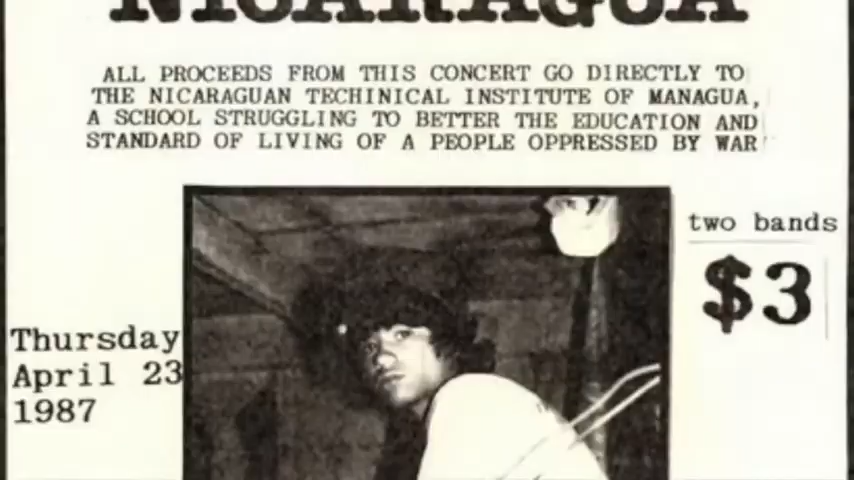 NICARAGUA
ALL PROCEEDS FROM THIS CONCERT GO DIRECTLY TO
THE NICARAGUAN TECHINICAL INSTITUTE OF MANAGUA,
A SCHOOL STRUGGLING TO BETTER THE EDUCATION AND
STANDARD OF LIVING OF A PEOPLE OPPRESSED BY WAR
two bands
$3
Thursday
April 23
1987